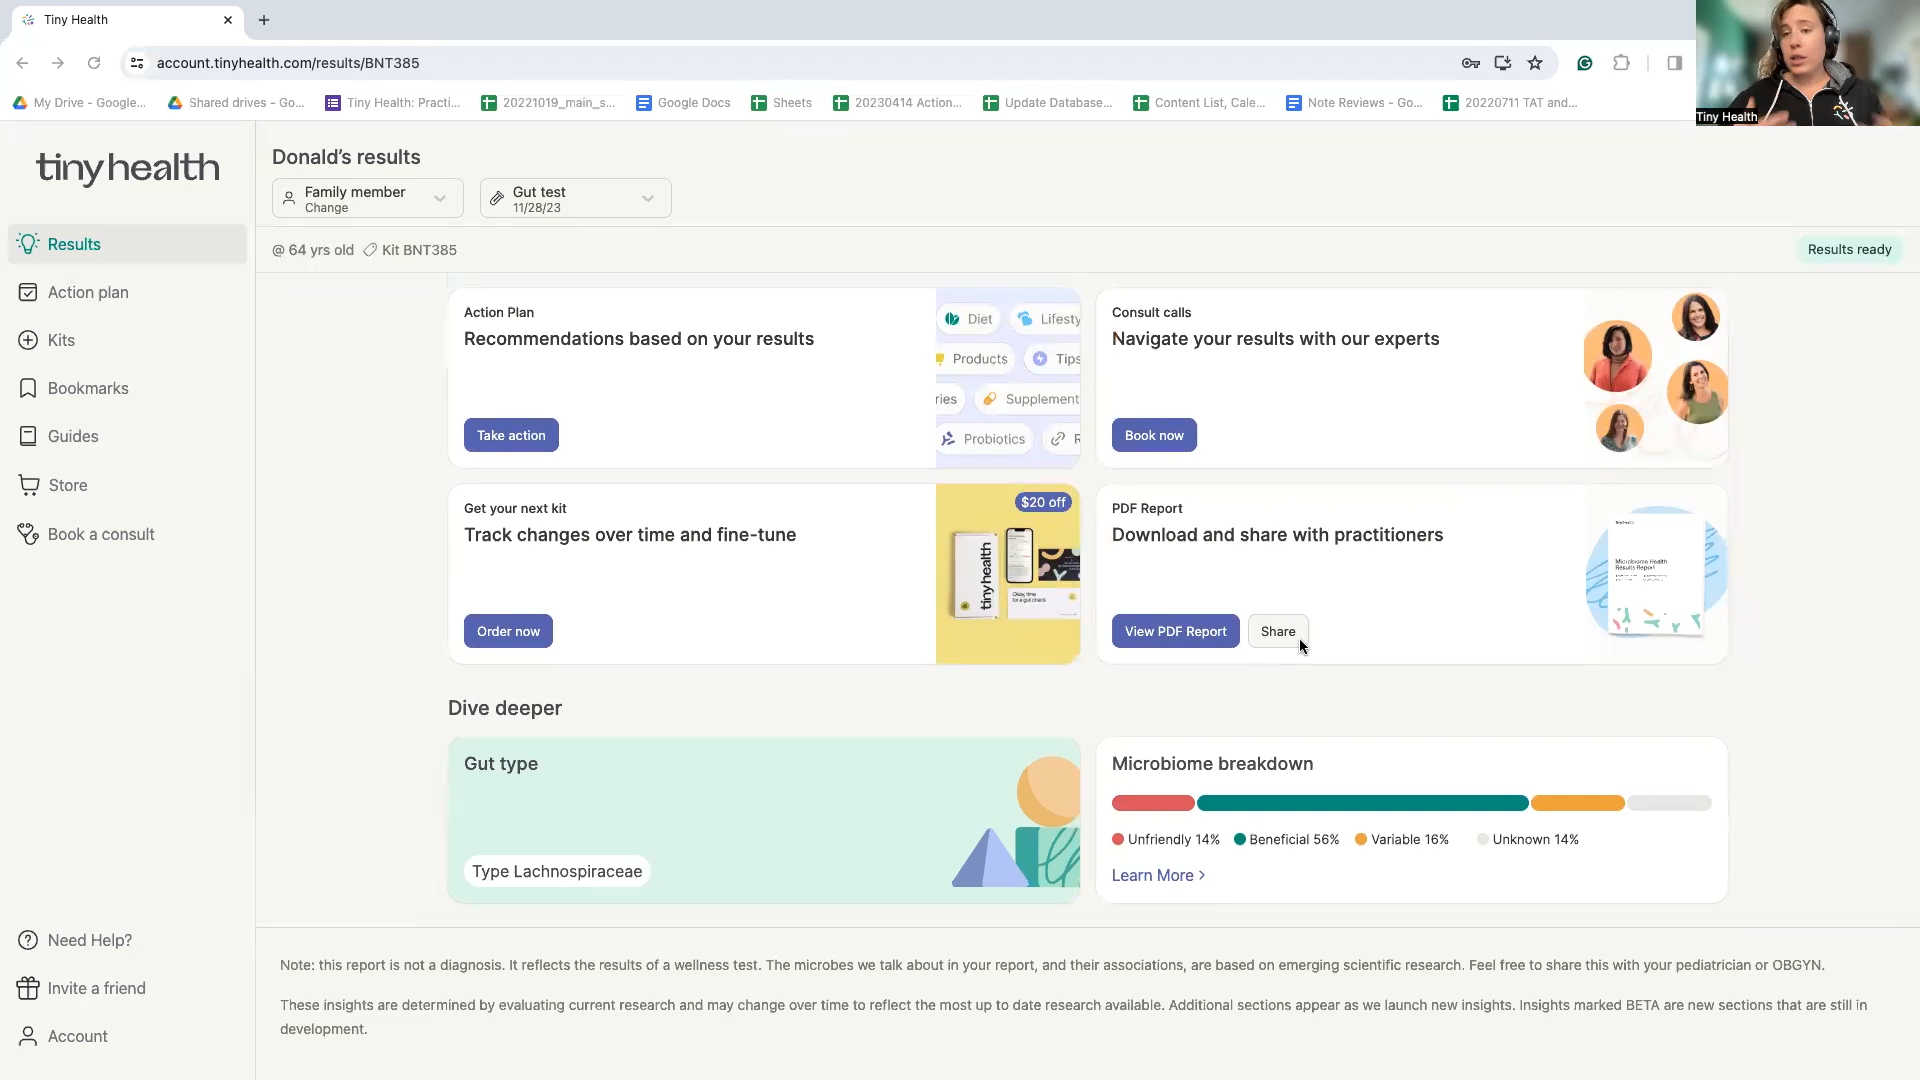 Tiny Health
account.tinyhealth.com/results/BNT385
My Drive - Google...
Shared drives - Go...
Tiny Health: Practi...
20221019_main_s...
Google Docs
Sheets
20230414 Action...
Update Database...
Content List, Cale...
Note Reviews - Go...
20220711 TAT and...
Tiny Health
tinyhealth
Results
Action plan
Kits
Bookmarks
Guides
Store
Book a consult
Need Help?
Invite a friend
Account
Donald's results
Family member
Change
Gut test
11/28/23
@ 64 yrs old
Kit BNT385
Results ready
Action Plan
Recommendations based on your results
Take action
Diet
Lifesty
Products
Tips
ries
Supplement
Probiotics
R
Consult calls
Navigate your results with our experts
Book now
Get your next kit
Track changes over time and fine-tune
Order now
$20 off
tinyhealth
Okay, time
for a gut check
PDF Report
Download and share with practitioners
View PDF Report
Share
Microbiome Health
Results Report
Dive deeper
Gut type
Type Lachnospiraceae
Microbiome breakdown
Unfriendly 14%
Beneficial 56%
Variable 16%
Unknown 14%
Learn More >
Note: this report is not a diagnosis. It reflects the results of a wellness test. The microbes we talk about in your report, and their associations, are based on emerging scientific research. Feel free to share this with your pediatrician or OBGYN.
These insights are determined by evaluating current research and may change over time to reflect the most up to date research available. Additional sections appear as we launch new insights. Insights marked BETA are new sections that are still in
development.